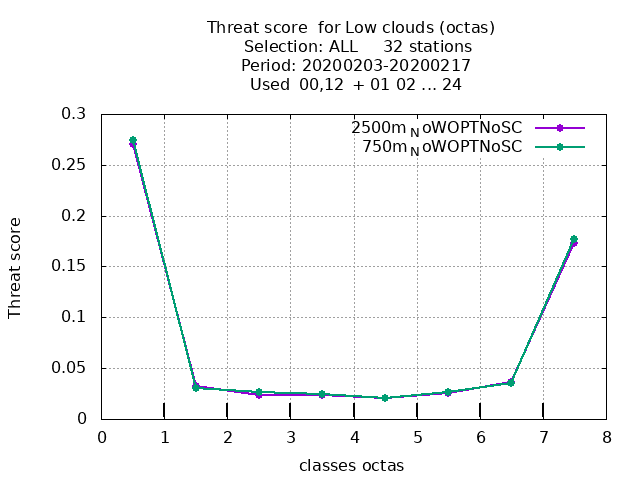 Threat score  for Low clouds (octas)
Selection: ALL     32 stations
Period: 20200203-20200217
Used  00,12  + 01 02 ... 24
2500m_NoWOPTNoSC
750m_NoWOPTNoSC
0.3
0.25
0.2
0.15
0.1
0.05
0
Threat score
0 1 2 3 4 5 6 7 8
classes octas